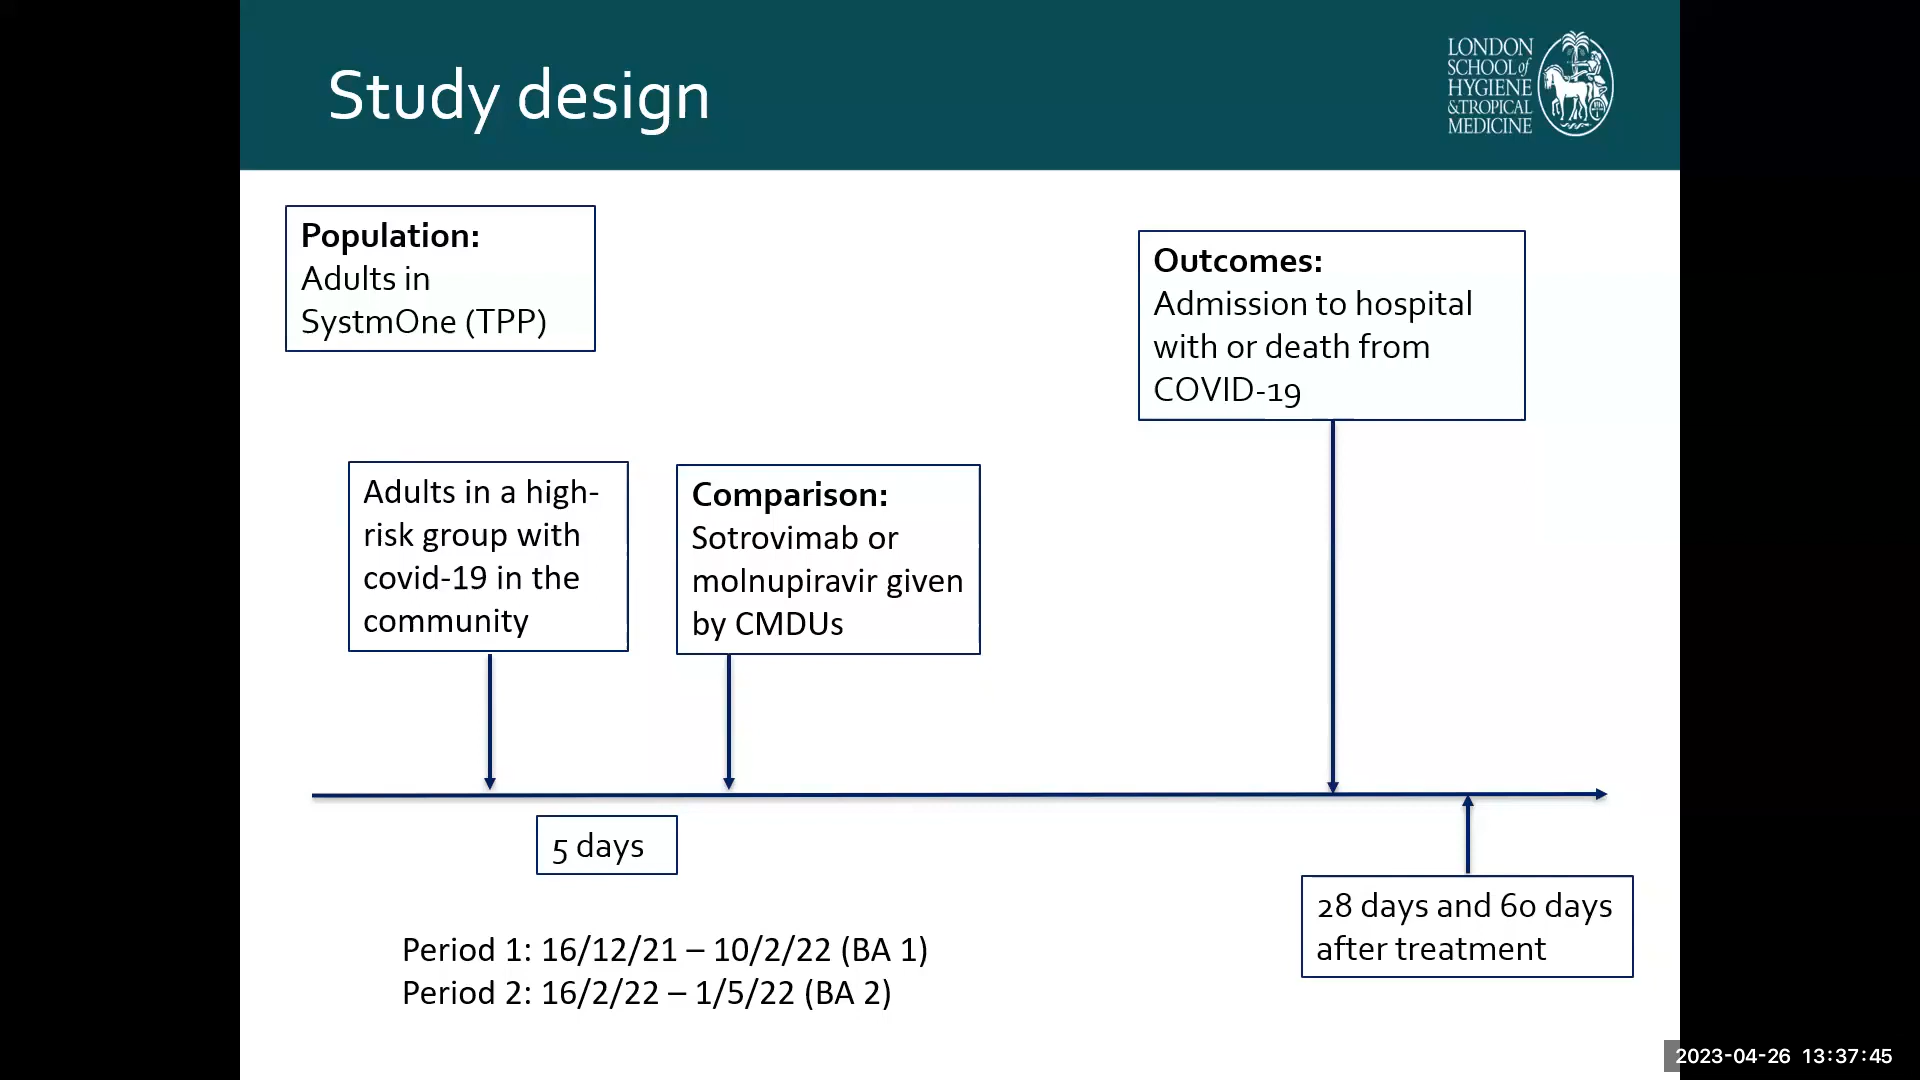 Study design
LONDON
SCHOOL of
HYGIENE
&TROPICAL
MEDICINE
Population:
Adults in
SystmOne (TPP)
Outcomes:
Admission to hospital
with or death from
COVID-19
Adults in a high-
risk group with
covid-19 in the
community
Comparison:
Sotrovimab or
molnupiravir given
by CMDUs
5 days
28 days and 60 days
after treatment
Period 1: 16/12/21 – 10/2/22 (BA 1)
Period 2: 16/2/22 – 1/5/22 (BA 2)
2023-04-26 13:37:45